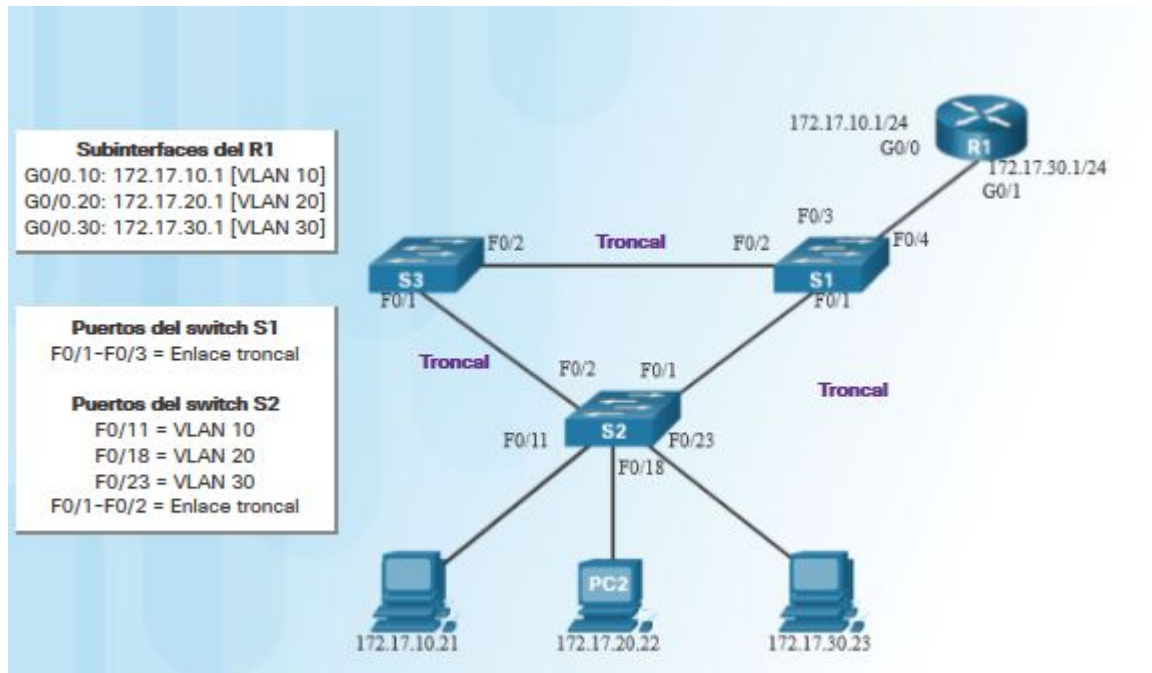 Subinterfaces del R1
G0/0.10: 172.17.10.1 [VLAN 10]
G0/0.20: 172.17.20.1 [VLAN 20]
G0/0.30: 172.17.30.1 [VLAN 30]
Puertos del switch S1
F0/1-F0/3 = Enlace troncal
Puertos del switch S2
F0/11 = VLAN 10
F0/18 = VLAN 20
F0/23 = VLAN 30
F0/1-F0/2 = Enlace troncal
172.17.10.1/24
G0/0
R1
172.17.30.1/24
G0/1
F0/3
F0/2
Troncal
F0/2
F0/4
S3
S1
F0/1
F0/1
Troncal
F0/2
F0/1
Troncal
S2
F0/11
F0/23
F0/18
PC2
172.17.10.21
172.17.20.22
172.17.30.23